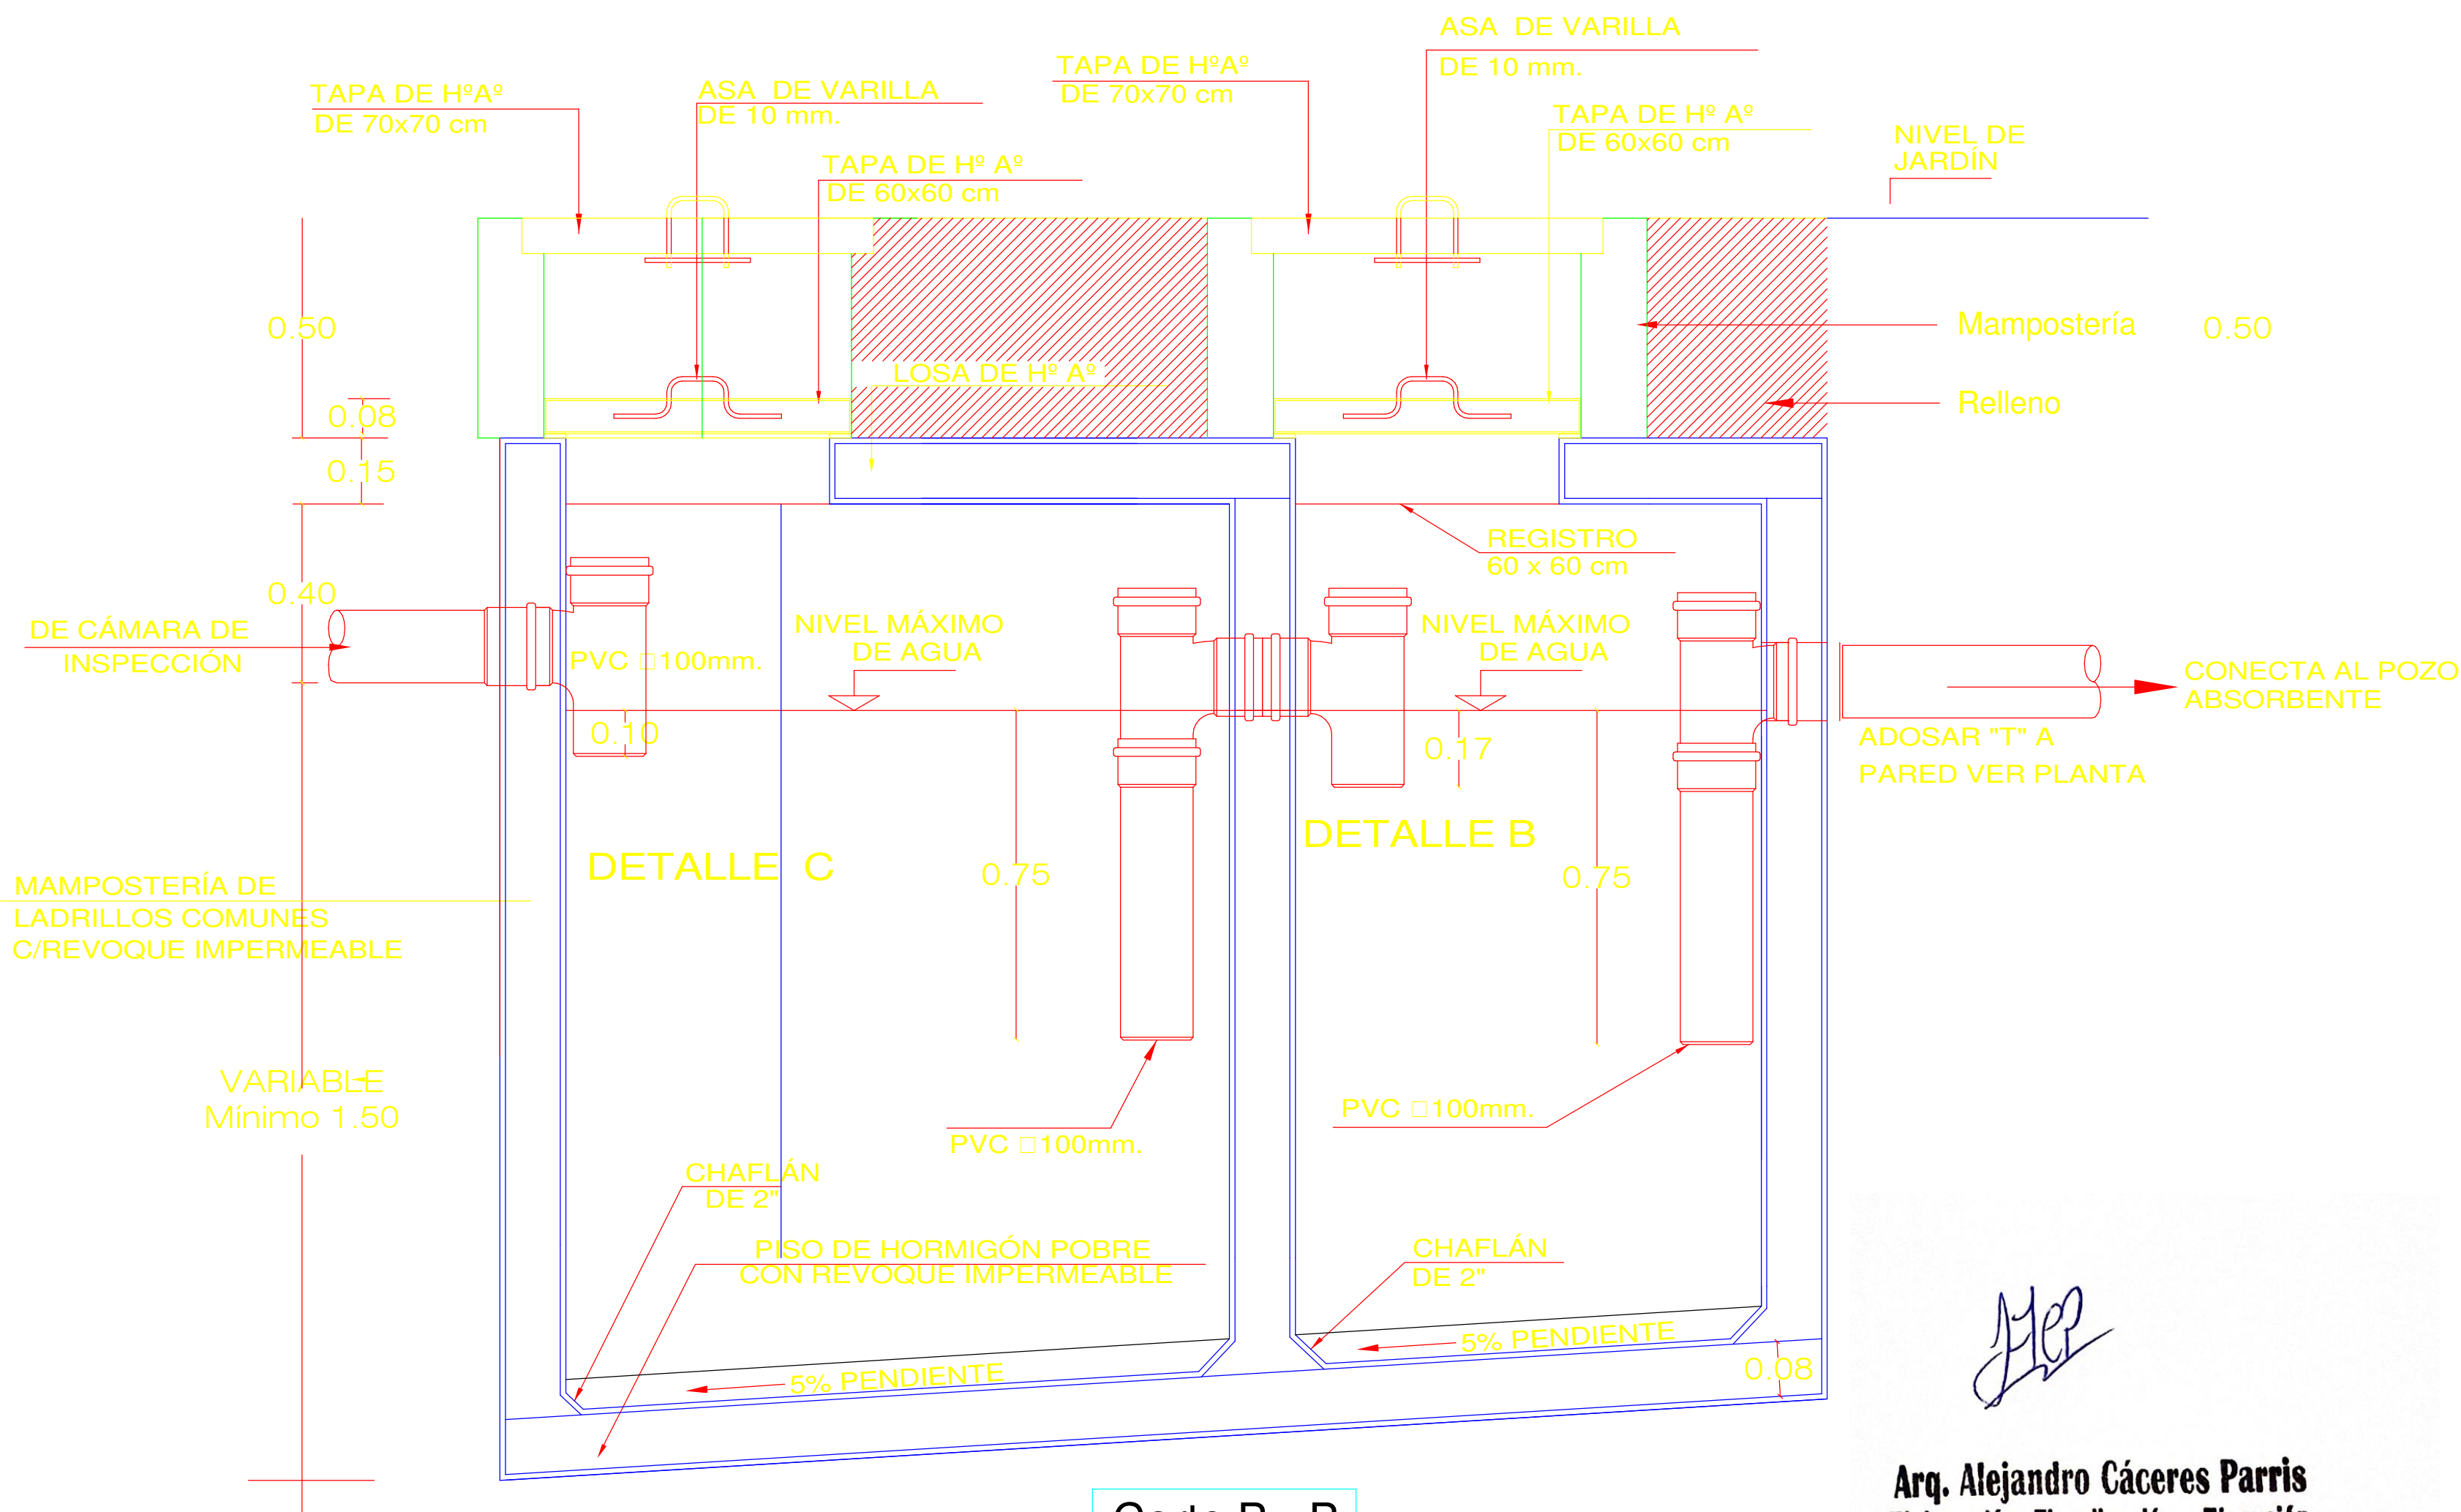 ASA DE VARILLA
DE 10 mm.
TAPA DE HºAº
DE 70x70 cm
TAPA DE HºAº
DE 70x70 cm
ASA DE VARILLA
DE 10 mm.
TAPA DE Hº Aº
DE 60x60 cm
TAPA DE Hº Aº
DE 60x60 cm
NIVEL DE
JARDÍN
0.50
Mampostería
0.50
LOSA DE Hº Aº
Relleno
0.08
0.15
REGISTRO
60 x 60 cm
0.40
DE CÁMARA DE
INSPECCIÓN
PVC □100mm.
NIVEL MÁXIMO
DE AGUA
NIVEL MÁXIMO
DE AGUA
CONECTA AL POZO
ABSORBENTE
0.10
0.17
ADOSAR "T" A
PARED VER PLANTA
DETALLE C
DETALLE B
0.75
0.75
MAMPOSTERÍA DE
LADRILLOS COMUNES
C/REVOQUE IMPERMEABLE
VARIABLE
Mínimo 1.50
PVC □100mm.
PVC □100mm.
CHAFLÁN
DE 2"
PISO DE HORMIGÓN POBRE
CON REVOQUE IMPERMEABLE
CHAFLÁN
DE 2"
5% PENDIENTE
5% PENDIENTE
0.08
Arq. Alejandro Cáceres Parris
Corte B - B